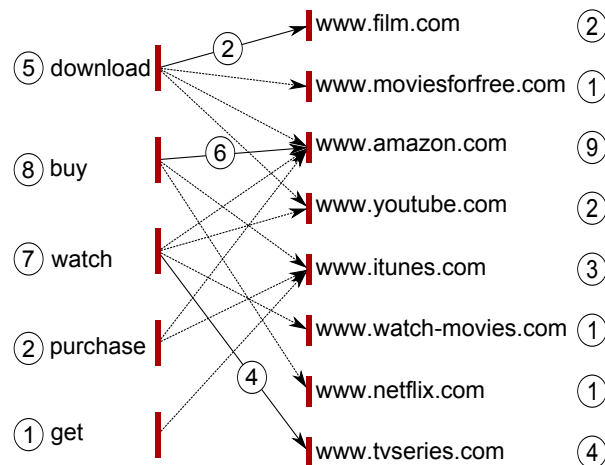 2 www.film.com 2
5 download www.moviesforfree.com 1
8 buy 6 www.amazon.com 9
www.youtube.com 2
7 watch www.itunes.com 3
2 purchase www.watch-movies.com 1
4 www.netflix.com 1
1 get www.tvseries.com 4